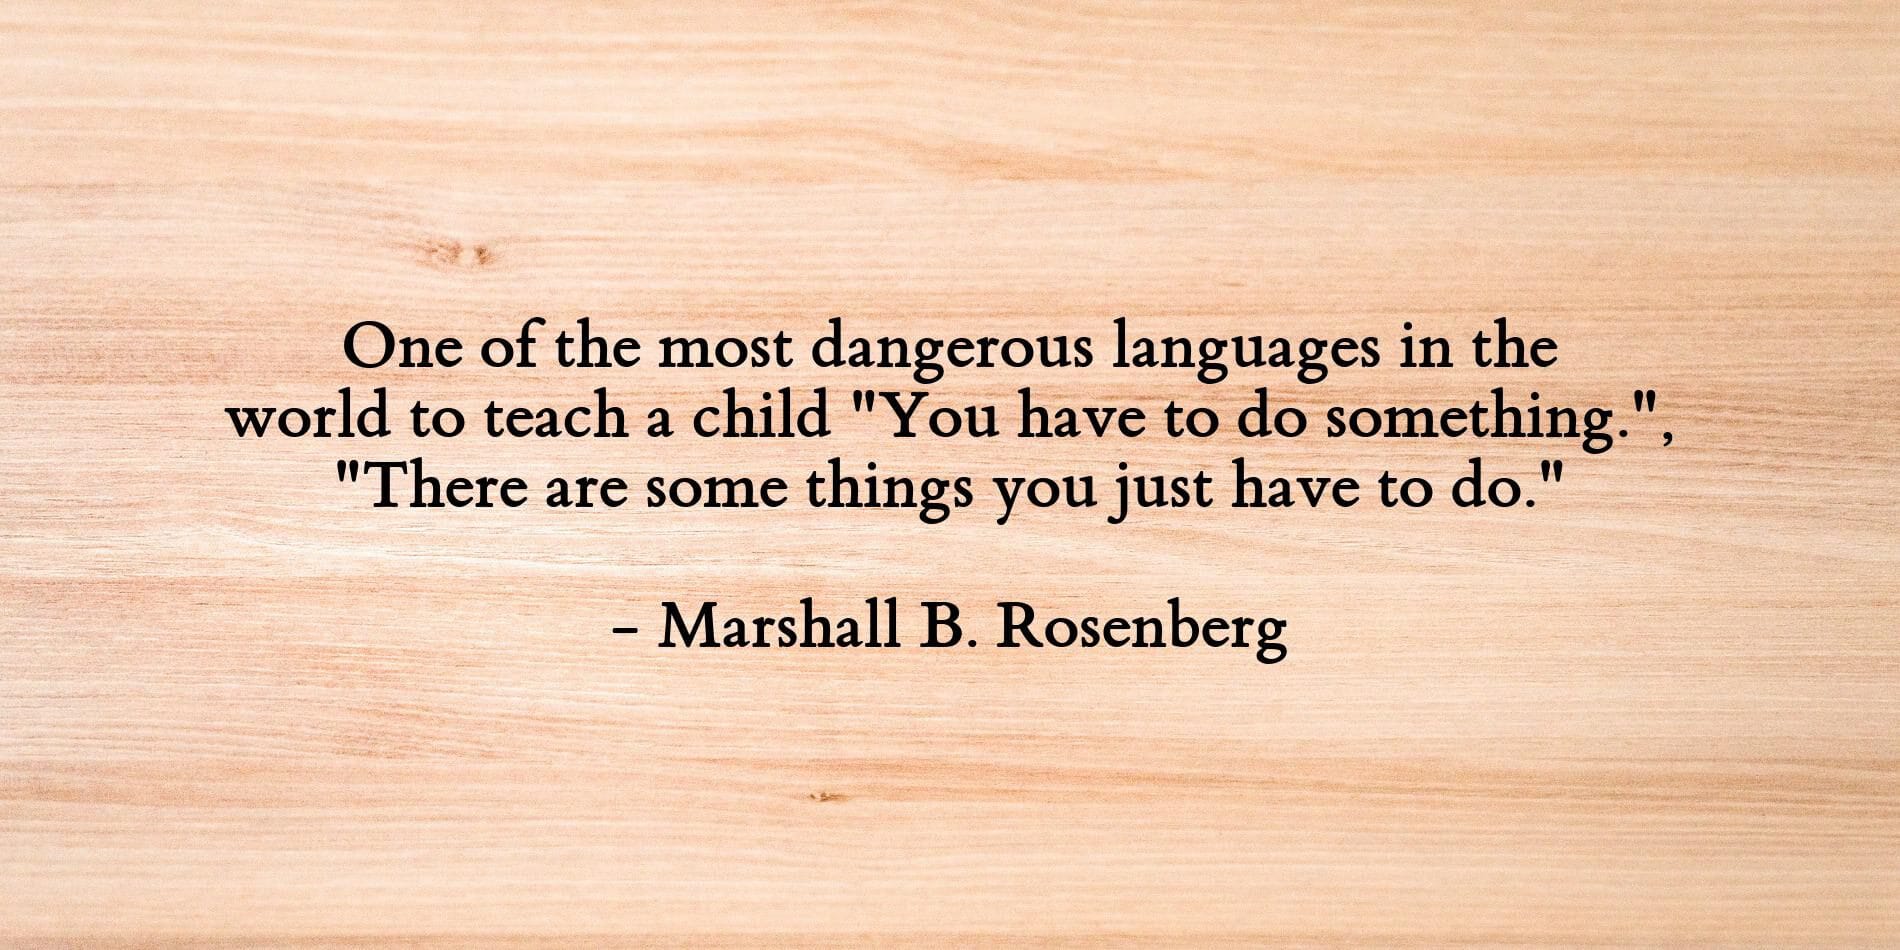 One of the most dangerous languages in the
world to teach a child "You have to do something.",
"There are some things you just have to do."
- Marshall B. Rosenberg